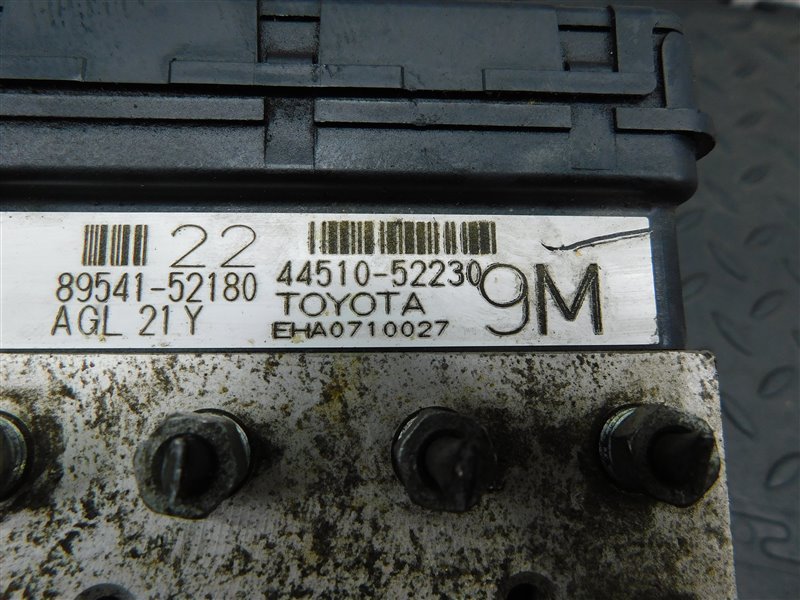 22
89541-52180
AGL 21Y
44510-52230
TOYOTA
EHA0710027
9M